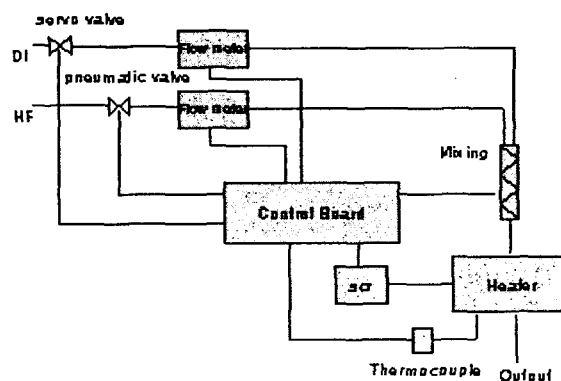 servo valve
DI
Flow meter
pneumatic valve
HF
Flow meter
Mixing
Control Board
scr
Heater
Thermocouple
Output